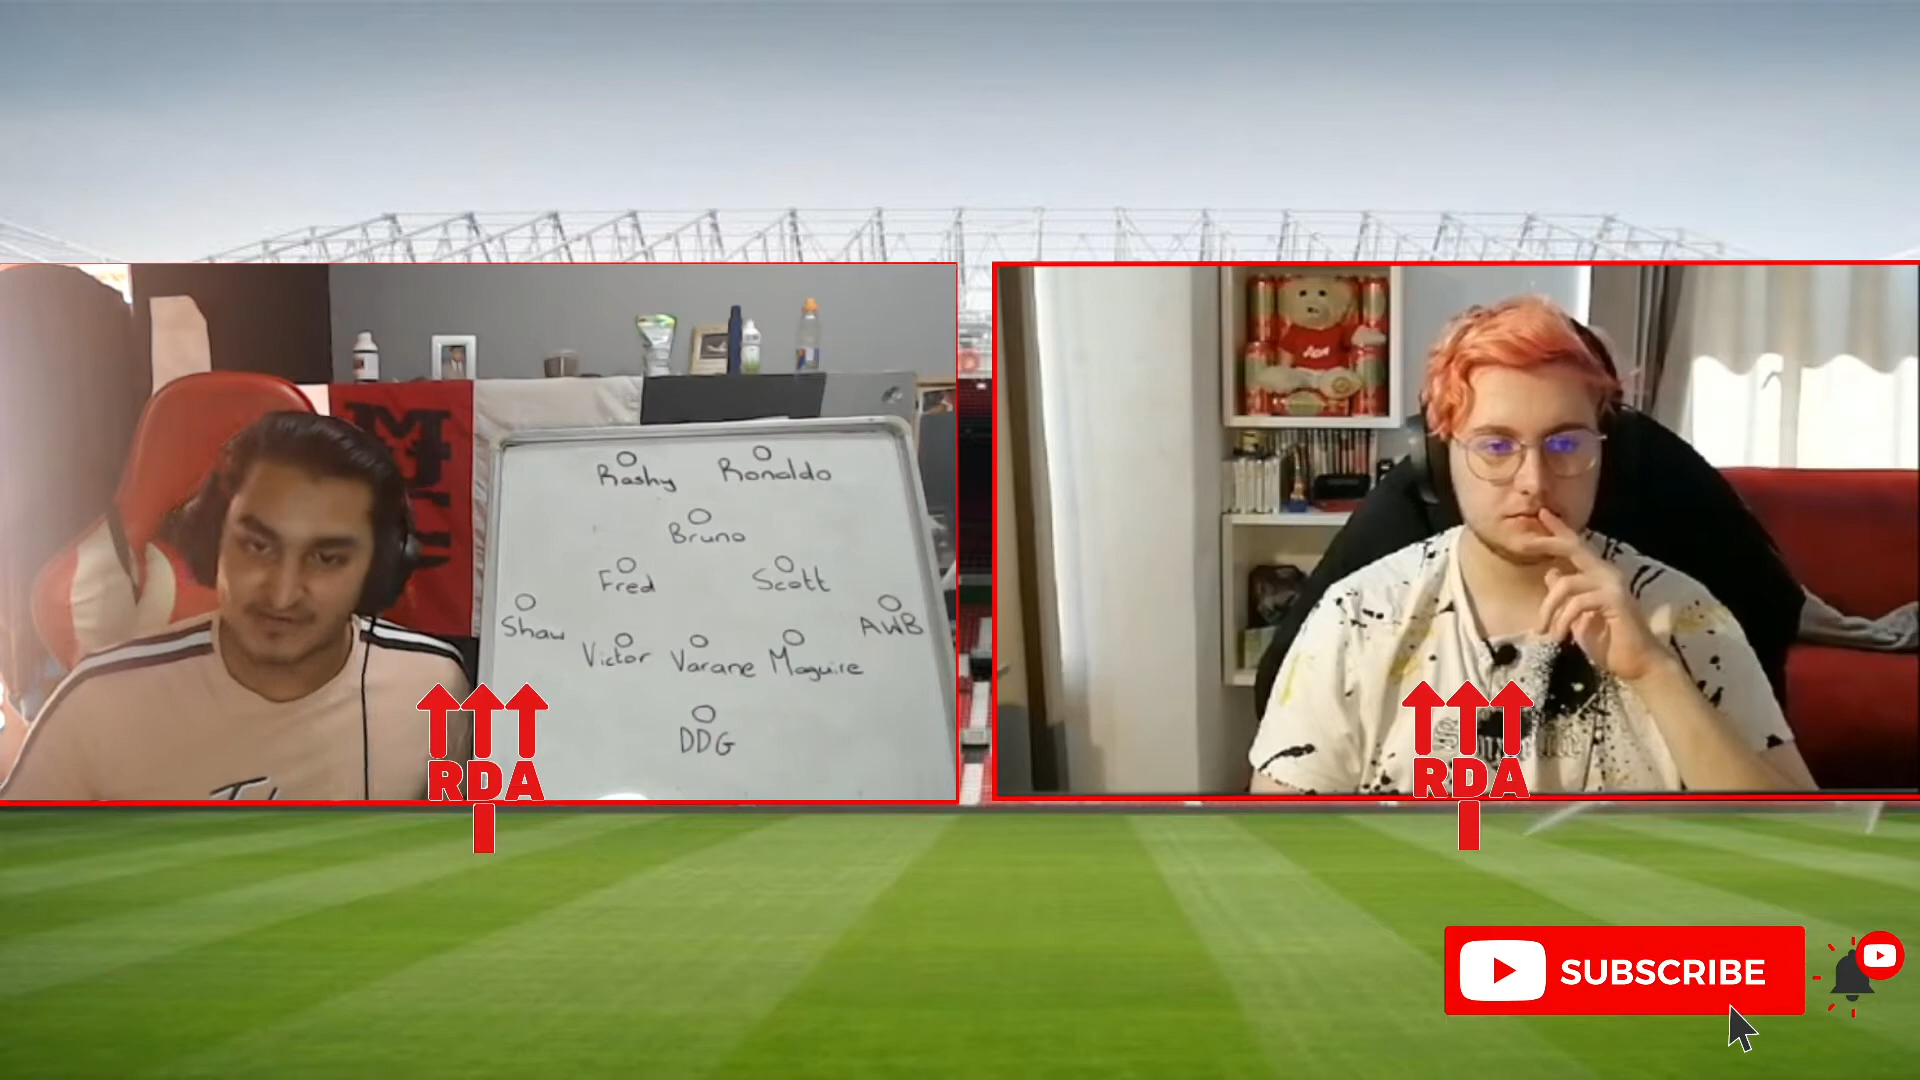 Rashy Ronaldo
Bruno
Fred Scott
Shaw AWB
Victor Varane Maguire
DDG
RDA
RDA
SUBSCRIBE